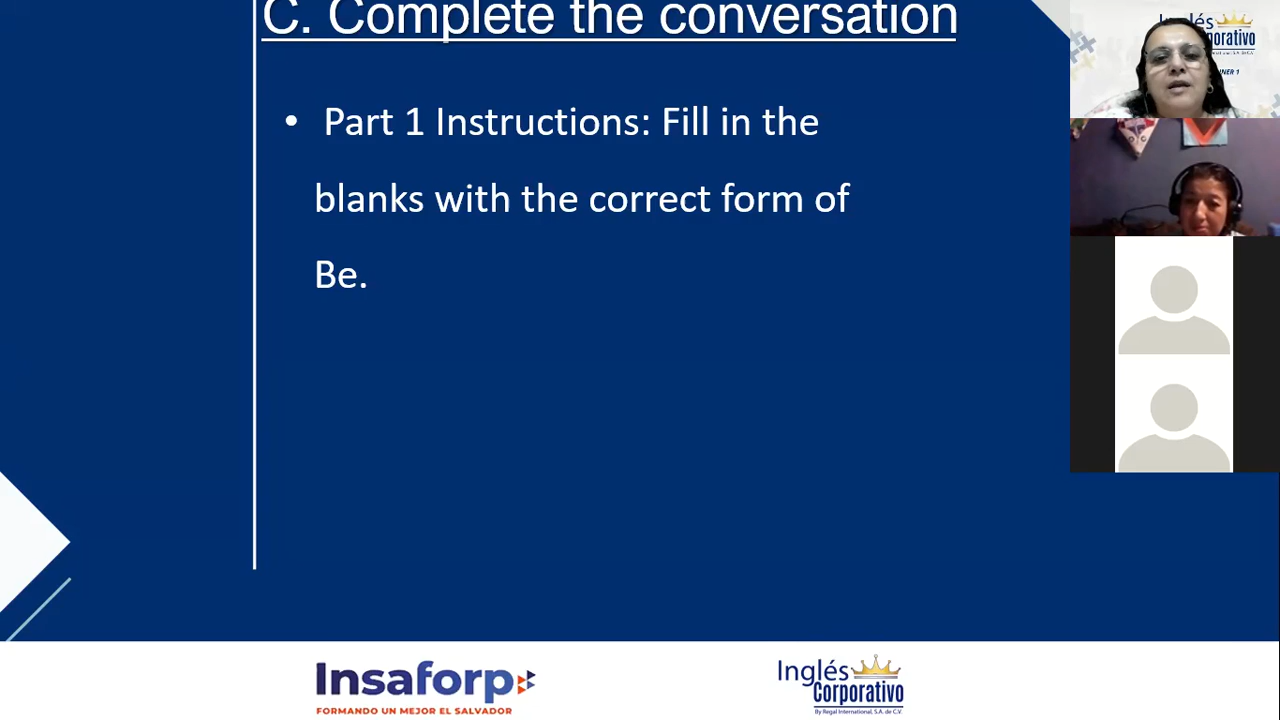 C. Complete the conversation
• Part 1 Instructions: Fill in the
blanks with the correct form of
Be.
Inglés
Corporativo
Insaforp
FORMANDO UN MEJOR EL SALVADOR
Inglés
Corporativo
By Regal International, S.A. de C.V.